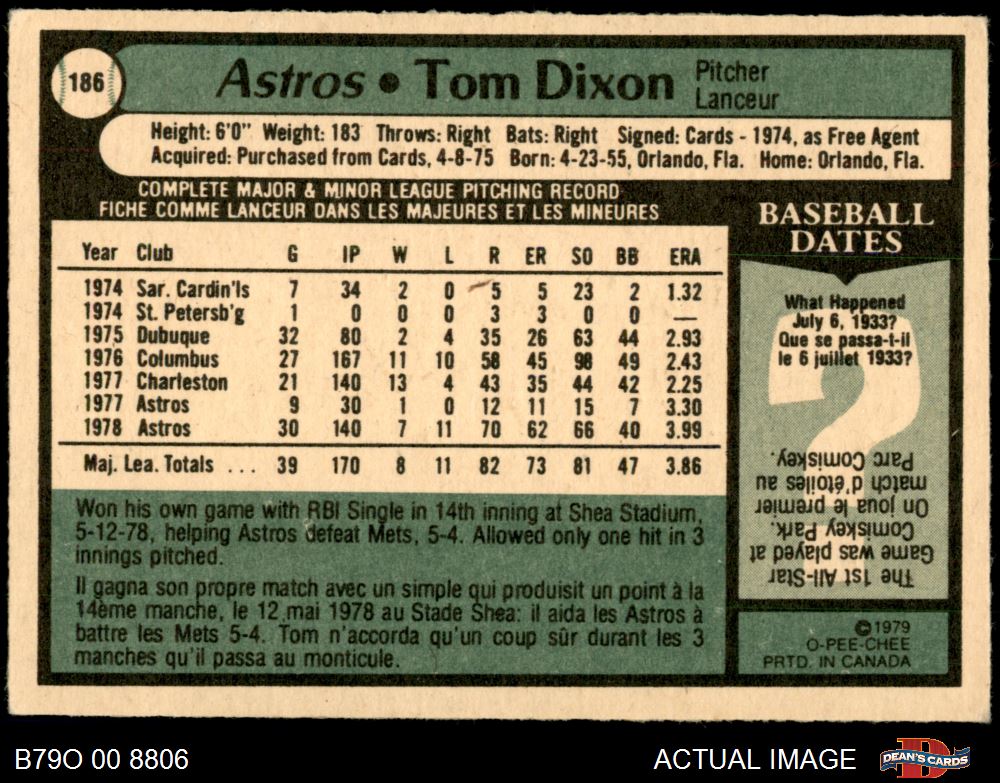 186
Astros • Tom Dixon Pitcher
Lanceur
Height: 6'0" Weight: 183 Throws: Right Bats: Right Signed: Cards - 1974, as Free Agent
Acquired: Purchased from Cards, 4-8-75 Born: 4-23-55, Orlando, Fla. Home: Orlando, Fla.
COMPLETE MAJOR & MINOR LEAGUE PITCHING RECORD
FICHE COMME LANCEUR DANS LES MAJEURES ET LES MINEURES
Year Club G IP W L R ER SO BB ERA
1974 Sar. Cardin'ls 7 34 2 0 5 5 23 2 1.32
1974 St. Petersb'g 1 0 0 0 3 3 0 0 —
1975 Dubuque 32 80 2 4 35 26 63 44 2.93
1976 Columbus 27 167 11 10 58 45 98 49 2.43
1977 Charleston 21 140 13 4 43 35 44 42 2.25
1977 Astros 9 30 1 0 12 11 15 7 3.30
1978 Astros 30 140 7 11 70 62 66 40 3.99
Maj. Lea. Totals ... 39 170 8 11 82 73 81 47 3.86
Won his own game with RBI Single in 14th inning at Shea Stadium,
5-12-78, helping Astros defeat Mets, 5-4. Allowed only one hit in 3
innings pitched.
Il gagna son propre match avec un simple qui produisit un point à la
14ème manche, le 12 mai 1978 au Stade Shea: il aida les Astros à
battre les Mets 5-4. Tom n'accorda qu'un coup sûr durant les 3
manches qu'il passa au monticule.
BASEBALL
DATES
What Happened
July 6, 1933?
Que se passa-t-il
le 6 juillet 1933?
The 1st All-Star
Game was played at
Comiskey Park.
On joua le premier
match d'étoiles au
Parc Comiskey.
©1979
O-PEE-CHEE
PRTD. IN CANADA
B79O 00 8806
ACTUAL IMAGE
DEAN'S CARDS